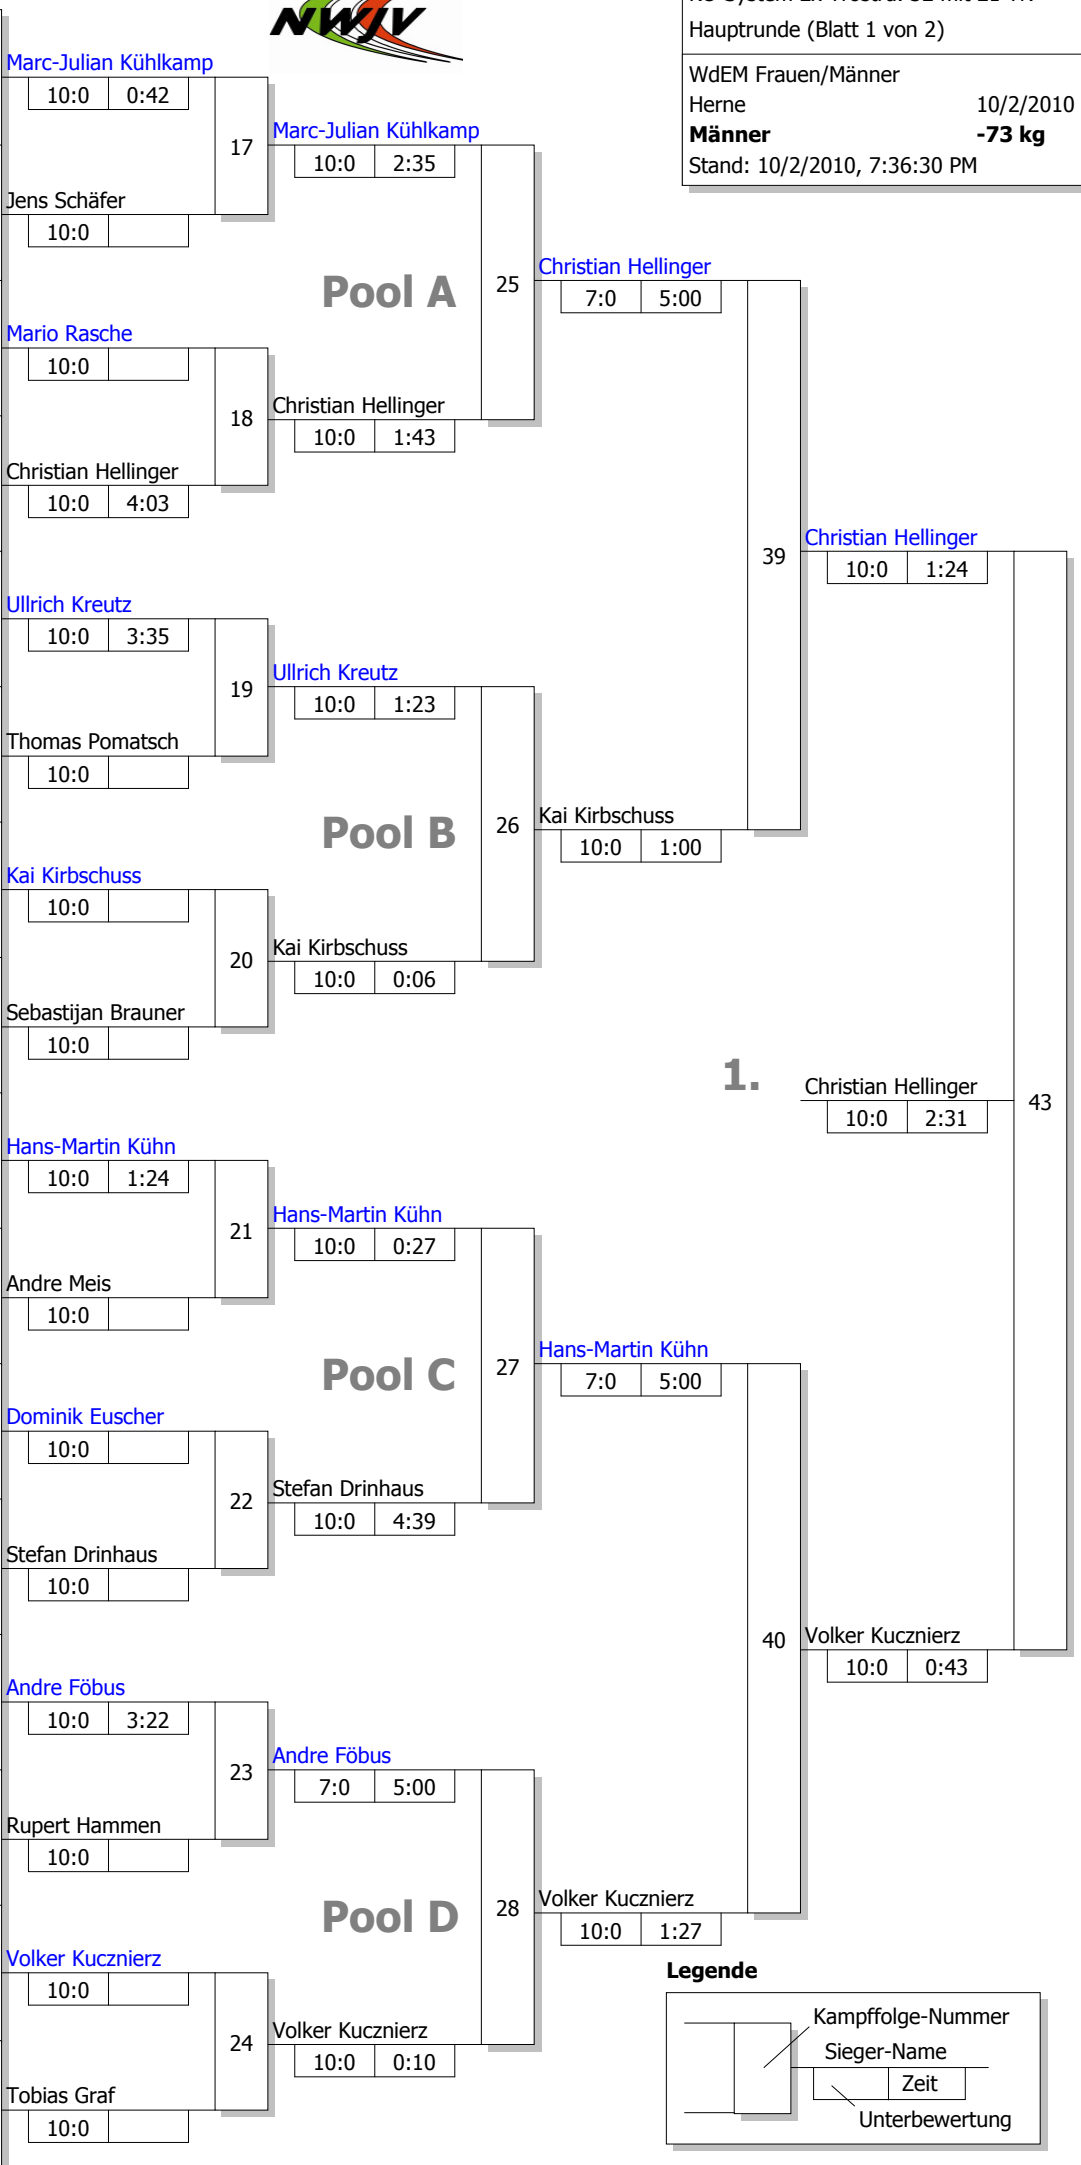 NWJV
Hauptrunde (Blatt 1 von 2)
WdEM Frauen/Männer
Herne 10/2/2010
Männer -73 kg
Stand: 10/2/2010, 7:36:30 PM
Marc-Julian Kühlkamp
10:0 0:42
17
Jens Schäfer
10:0
Marc-Julian Kühlkamp
10:0 2:35
Pool A
25
Mario Rasche
10:0
18
Christian Hellinger
10:0 4:03
Christian Hellinger
10:0 1:43
Christian Hellinger
7:0 5:00
39
Ullrich Kreutz
10:0 3:35
19
Thomas Pomatsch
10:0
Ullrich Kreutz
10:0 1:23
Pool B
26
Kai Kirbschuss
10:0
20
Sebastijan Brauner
10:0
Kai Kirbschuss
10:0 0:06
Kai Kirbschuss
10:0 1:00
Christian Hellinger
10:0 1:24
1.
Christian Hellinger
10:0 2:31
43
Hans-Martin Kühn
10:0 1:24
21
Andre Meis
10:0
Hans-Martin Kühn
10:0 0:27
Pool C
27
Dominik Euscher
10:0
22
Stefan Drinhaus
10:0
Stefan Drinhaus
10:0 4:39
Hans-Martin Kühn
7:0 5:00
40
Volker Kucznierz
10:0 0:43
Andre Föbus
10:0 3:22
23
Rupert Hammen
10:0
Andre Föbus
7:0 5:00
Pool D
28
Volker Kucznierz
10:0
24
Tobias Graf
10:0
Volker Kucznierz
10:0 0:10
Volker Kucznierz
10:0 1:27
Legende
Kampffolge-Nummer
Sieger-Name
Zeit
Unterbewertung